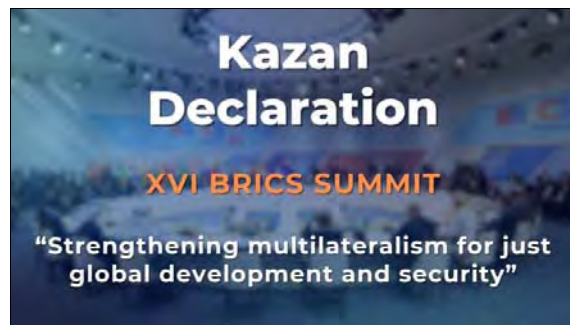 Kazan
Declaration
XVI BRICS SUMMIT
“Strengthening multilateralism for just
global development and security”